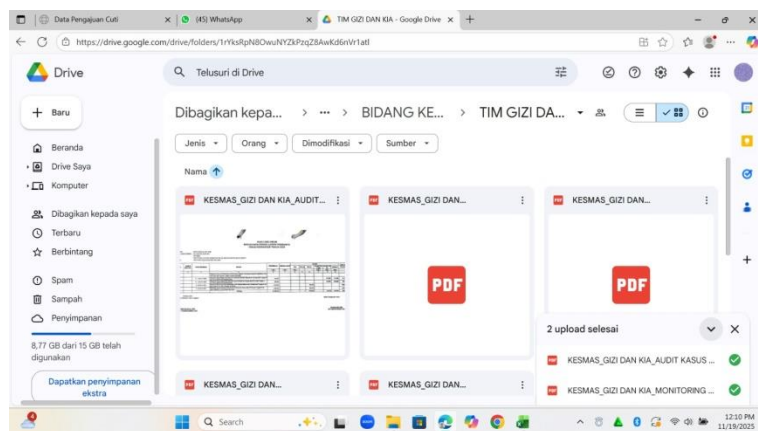 Data Pengajuan Cuti
(45) WhatsApp
TIM GIZI DAN KIA - Google Drive
https://drive.google.com/drive/folders/1rYksRpN8OwuNYZkPzqZ8AwKd6nVr1atl
Drive
Telusuri di Drive
Baru
Dibagikan kepa... > ... > BIDANG KE... > TIM GIZI DA...
Jenis
Orang
Dimodifikasi
Sumber
Beranda
Drive Saya
Komputer
Dibagikan kepada saya
Terbaru
Berbintang
Spam
Sampah
Penyimpanan
8,77 GB dari 15 GB telah
digunakan
Dapatkan penyimpanan
ekstra
Nama
KESMAS_GIZI DAN KIA_AUDIT...
KESMAS_GIZI DAN...
KESMAS_GIZI DAN...
PDF
PDF
KESMAS_GIZI DAN...
KESMAS_GIZI DAN...
2 upload selesai
KESMAS_GIZI DAN KIA_AUDIT KASUS ...
KESMAS_GIZI DAN KIA_MONITORING ...
Search
12:10 PM
11/19/2025